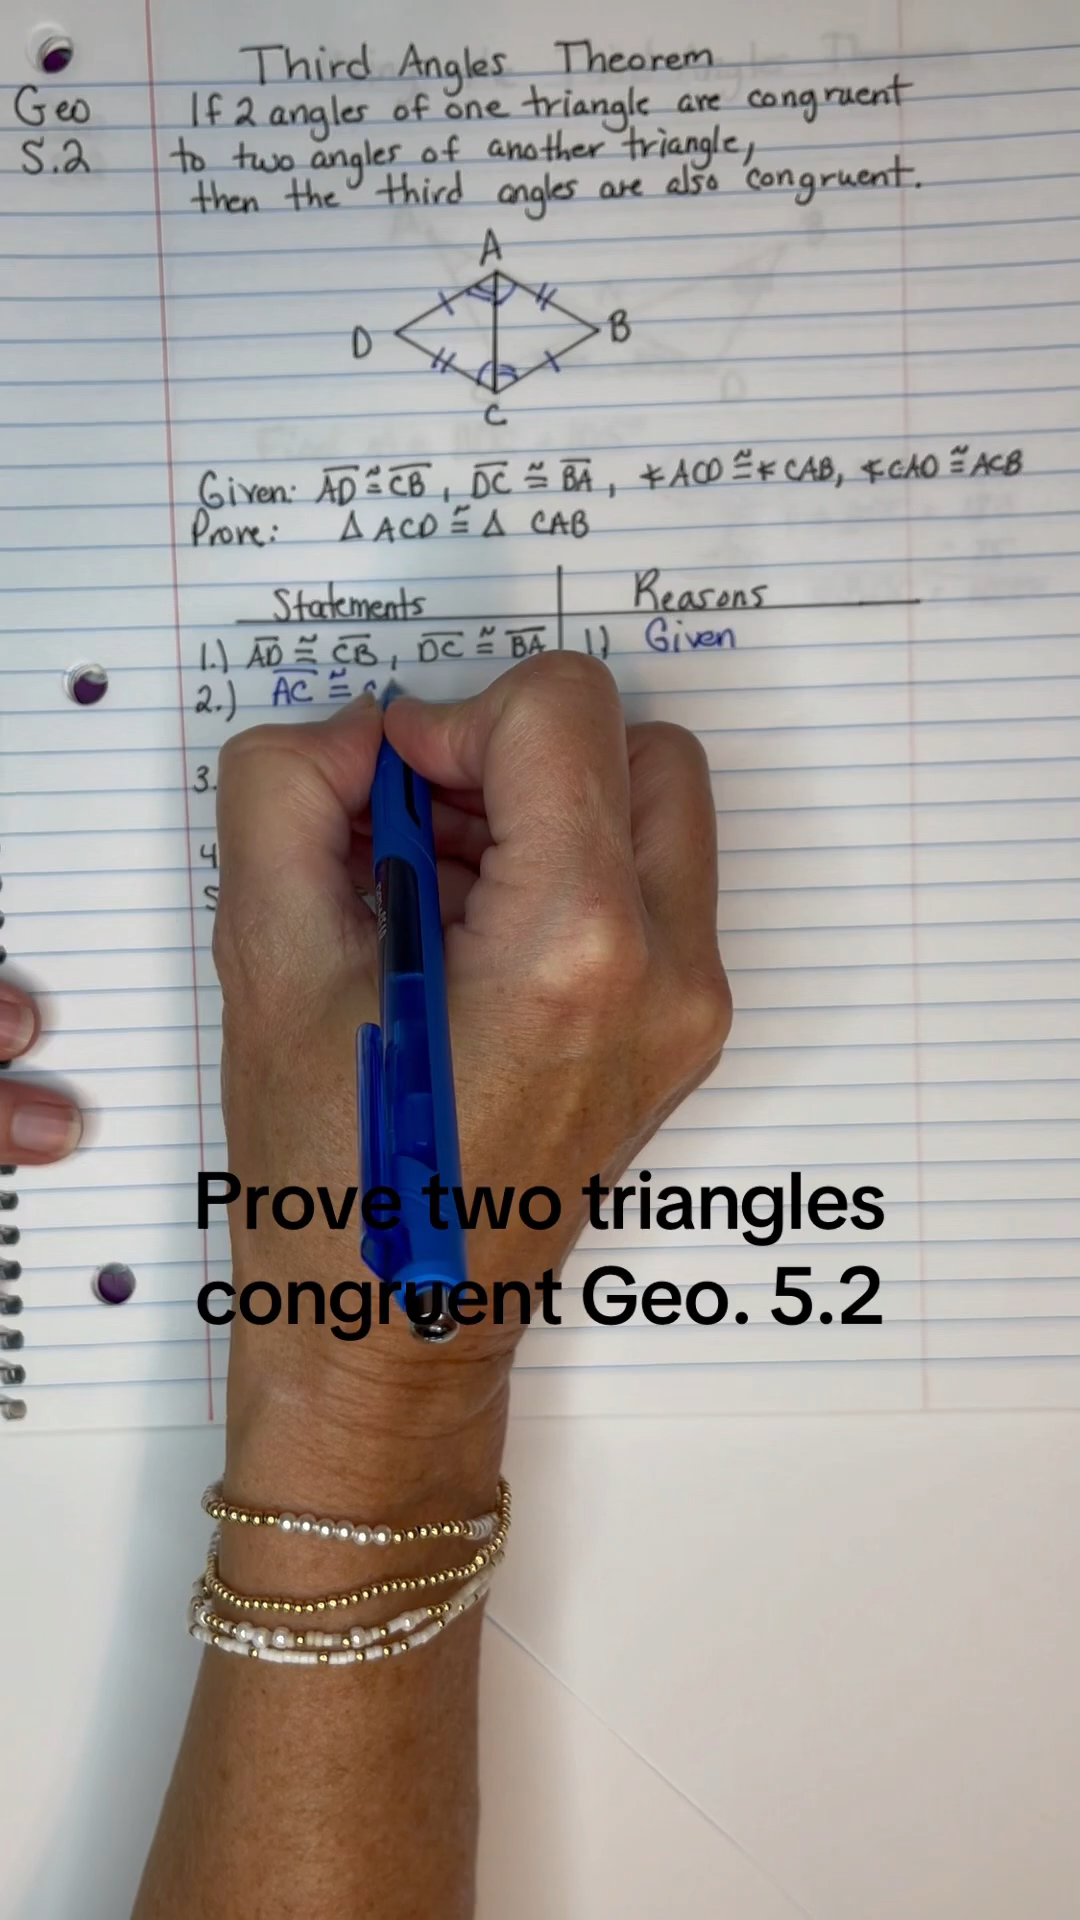 Third Angles Theorem
Geo If 2 angles of one triangle are congruent
5.2 to two angles of another triangle,
then the third angles are also congruent.
A
D B
C
Given: AD ≅ CB, DC ≅ BA, ∡ACD ≅ ∡CAB, ∡CAD ≅ ACB
Prove: Δ ACD ≅ Δ CAB
Statements Reasons
1.) AD ≅ CB, DC ≅ BA 1.) Given
2.) AC ≅
3.
4
5
Prove two triangles
congruent Geo. 5.2